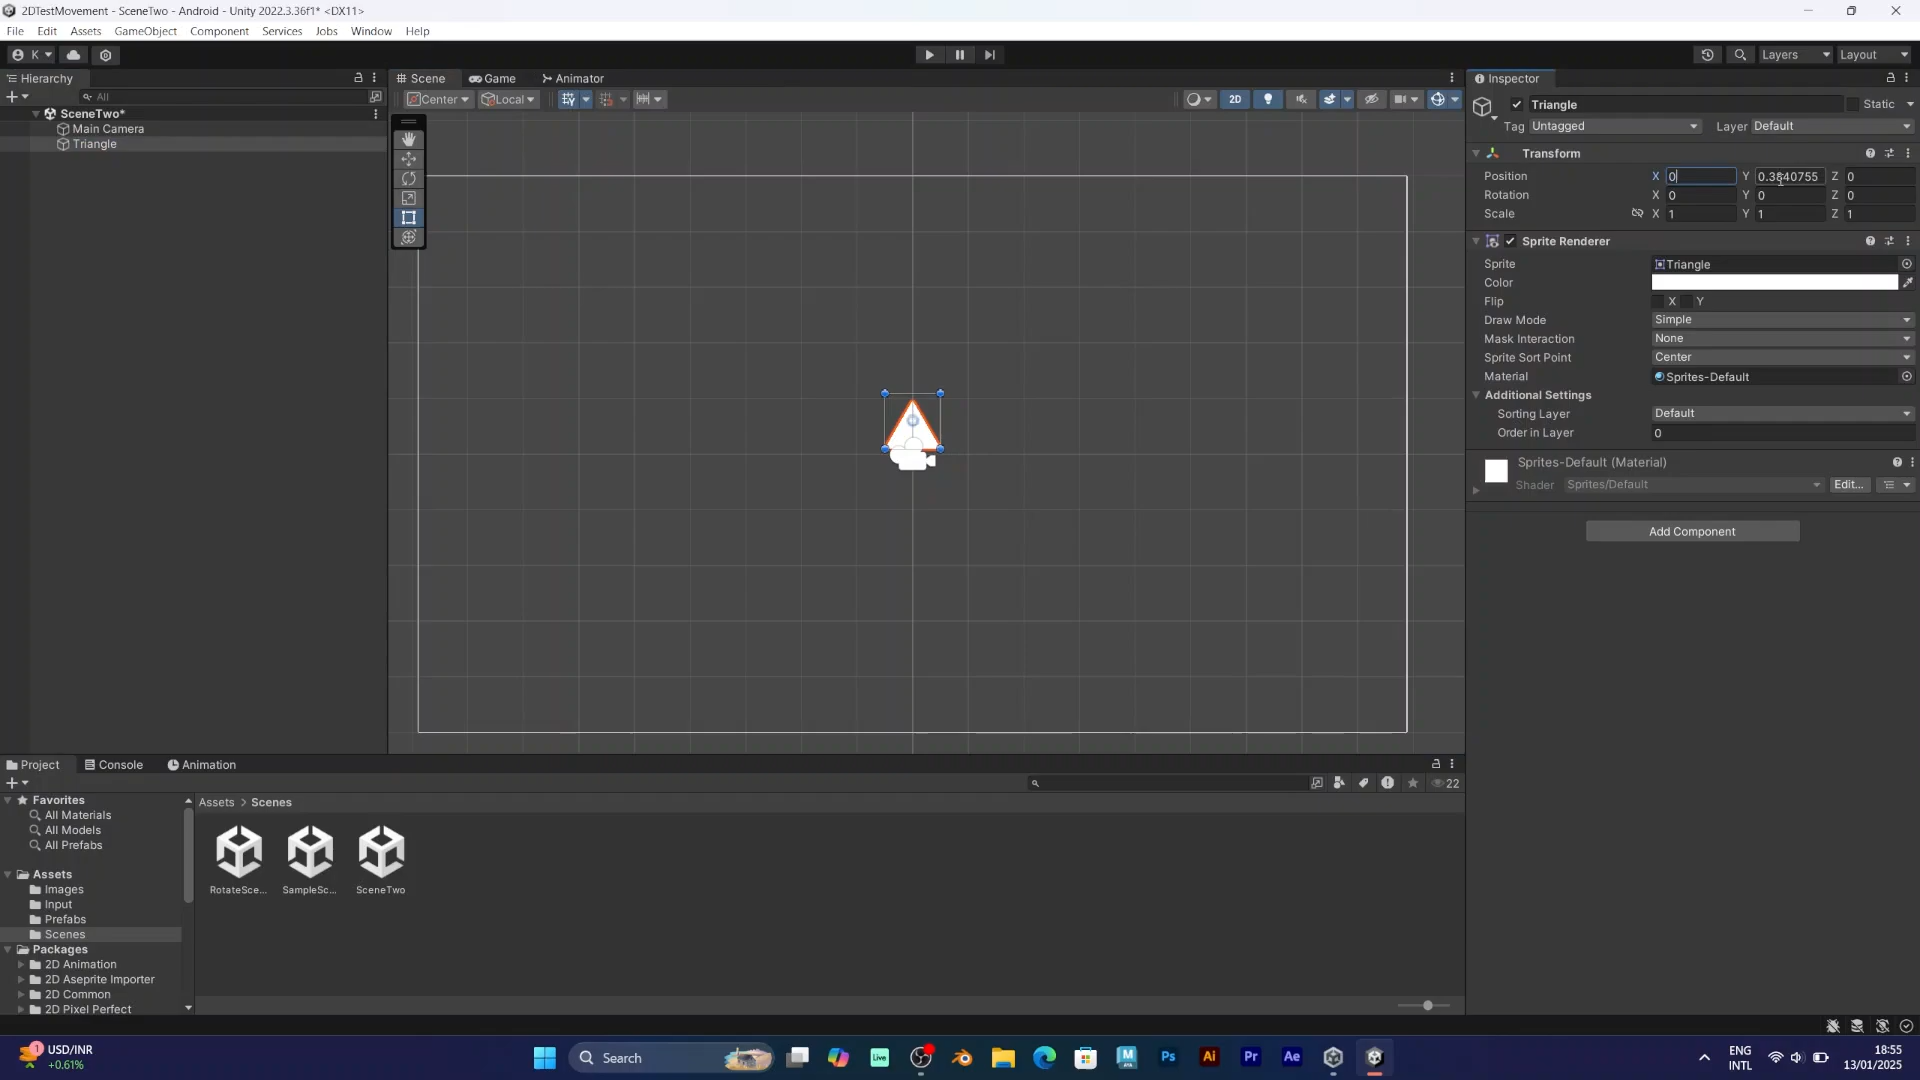 2DTestMovement - SceneTwo - Android - Unity 2022.3.36f1* <DX11>
File Edit Assets GameObject Component Services Jobs Window Help
K Layers Layout
Hierarchy Scene Game Animator Inspector
All Center Local 2D
SceneTwo*
Main Camera
Triangle
Triangle Static
Tag Untagged Layer Default
Transform
Position X 0 Y 0.3840755 Z 0
Rotation X 0 Y 0 Z 0
Scale X 1 Y 1 Z 1
Sprite Renderer
Sprite Triangle
Color
Flip X Y
Draw Mode Simple
Mask Interaction None
Sprite Sort Point Center
Material Sprites-Default
Additional Settings
Sorting Layer Default
Order in Layer 0
Sprites-Default (Material)
Shader Sprites/Default Edit...
Add Component
Project Console Animation
22
Favorites
All Materials
All Models
All Prefabs
Assets
Images
Input
Prefabs
Scenes
Packages
2D Animation
2D Aseprite Importer
2D Common
2D Pixel Perfect
Assets > Scenes
RotateSce... SampleSc... SceneTwo
1 USD/INR
+0.61%
Search
Live
M
Ps Ai Pr Ae
ENG
INTL
18:55
13/01/2025